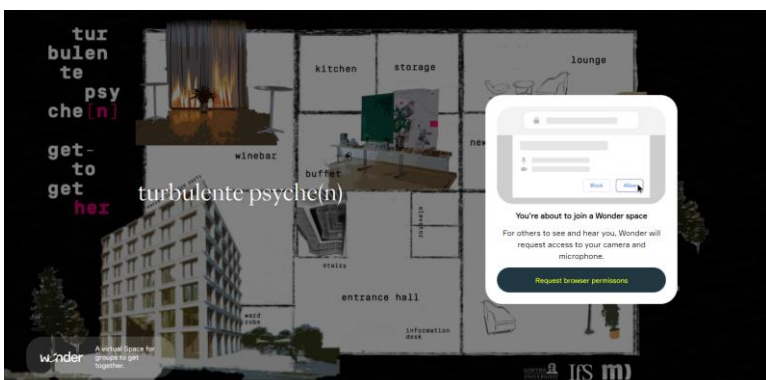 tur
bulen
te
psy
che[n]
get-
to
get
her
kitchen
storage
lounge
winebar
buffet
turbulente psyche(n)
elevator
stairs
entrance hall
ward
robe
information
desk
Block
Allow
You're about to join a Wonder space
For others to see and hear you, Wonder will
request access to your camera and
microphone.
Request browser permissons
wonder
A virtual Space for
groups to get
together.
IfS m)